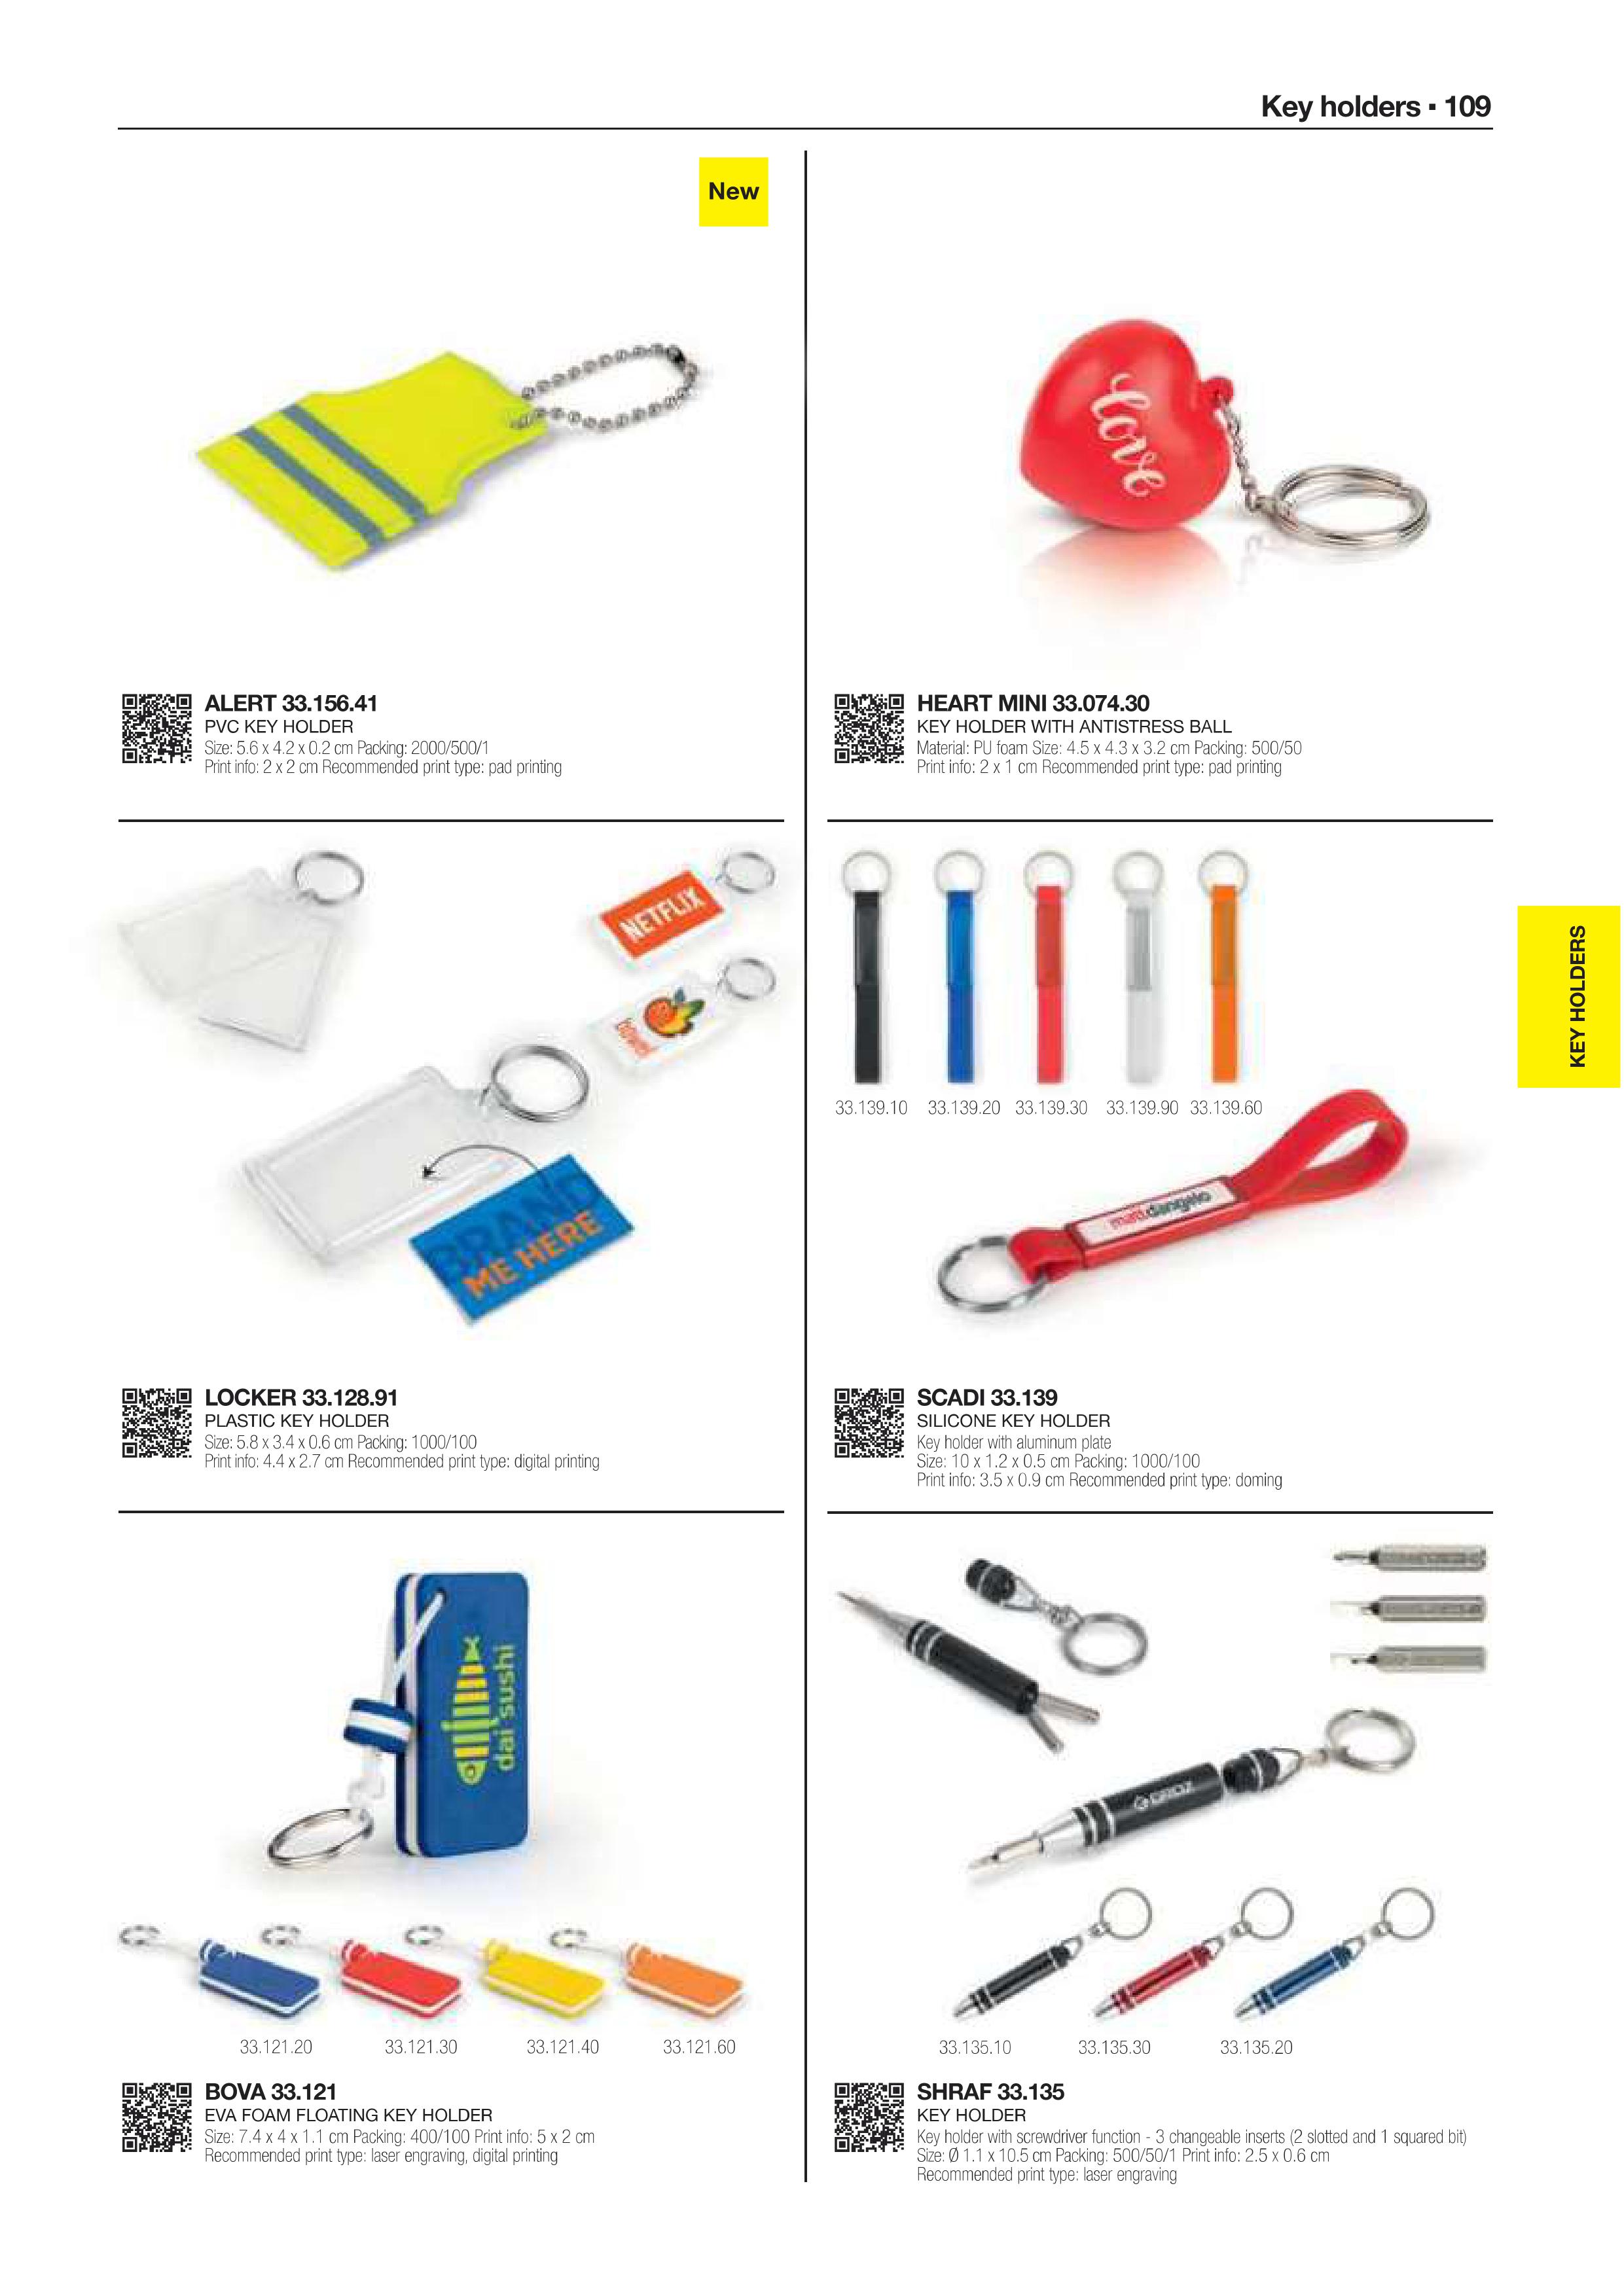 Key holders ▪ 109
New
ALERT 33.156.41
PVC KEY HOLDER
Size: 5.6 x 4.2 x 0.2 cm Packing: 2000/500/1
Print info: 2 x 2 cm Recommended print type: pad printing
love
HEART MINI 33.074.30
KEY HOLDER WITH ANTISTRESS BALL
Material: PU foam Size: 4.5 x 4.3 x 3.2 cm Packing: 500/50
Print info: 2 x 1 cm Recommended print type: pad printing
NETFLIX
BRAND
ME HERE
LOCKER 33.128.91
PLASTIC KEY HOLDER
Size: 5.8 x 3.4 x 0.6 cm Packing: 1000/100
Print info: 4.4 x 2.7 cm Recommended print type: digital printing
33.139.10 33.139.20 33.139.30 33.139.90 33.139.60
matt.dangelo
SCADI 33.139
SILICONE KEY HOLDER
Key holder with aluminum plate
Size: 10 x 1.2 x 0.5 cm Packing: 1000/100
Print info: 3.5 x 0.9 cm Recommended print type: doming
KEY HOLDERS
dai sushi
33.121.20 33.121.30 33.121.40 33.121.60
BOVA 33.121
EVA FOAM FLOATING KEY HOLDER
Size: 7.4 x 4 x 1.1 cm Packing: 400/100 Print info: 5 x 2 cm
Recommended print type: laser engraving, digital printing
33.135.10 33.135.30 33.135.20
SHRAF 33.135
KEY HOLDER
Key holder with screwdriver function - 3 changeable inserts (2 slotted and 1 squared bit)
Size: Ø 1.1 x 10.5 cm Packing: 500/50/1 Print info: 2.5 x 0.6 cm
Recommended print type: laser engraving